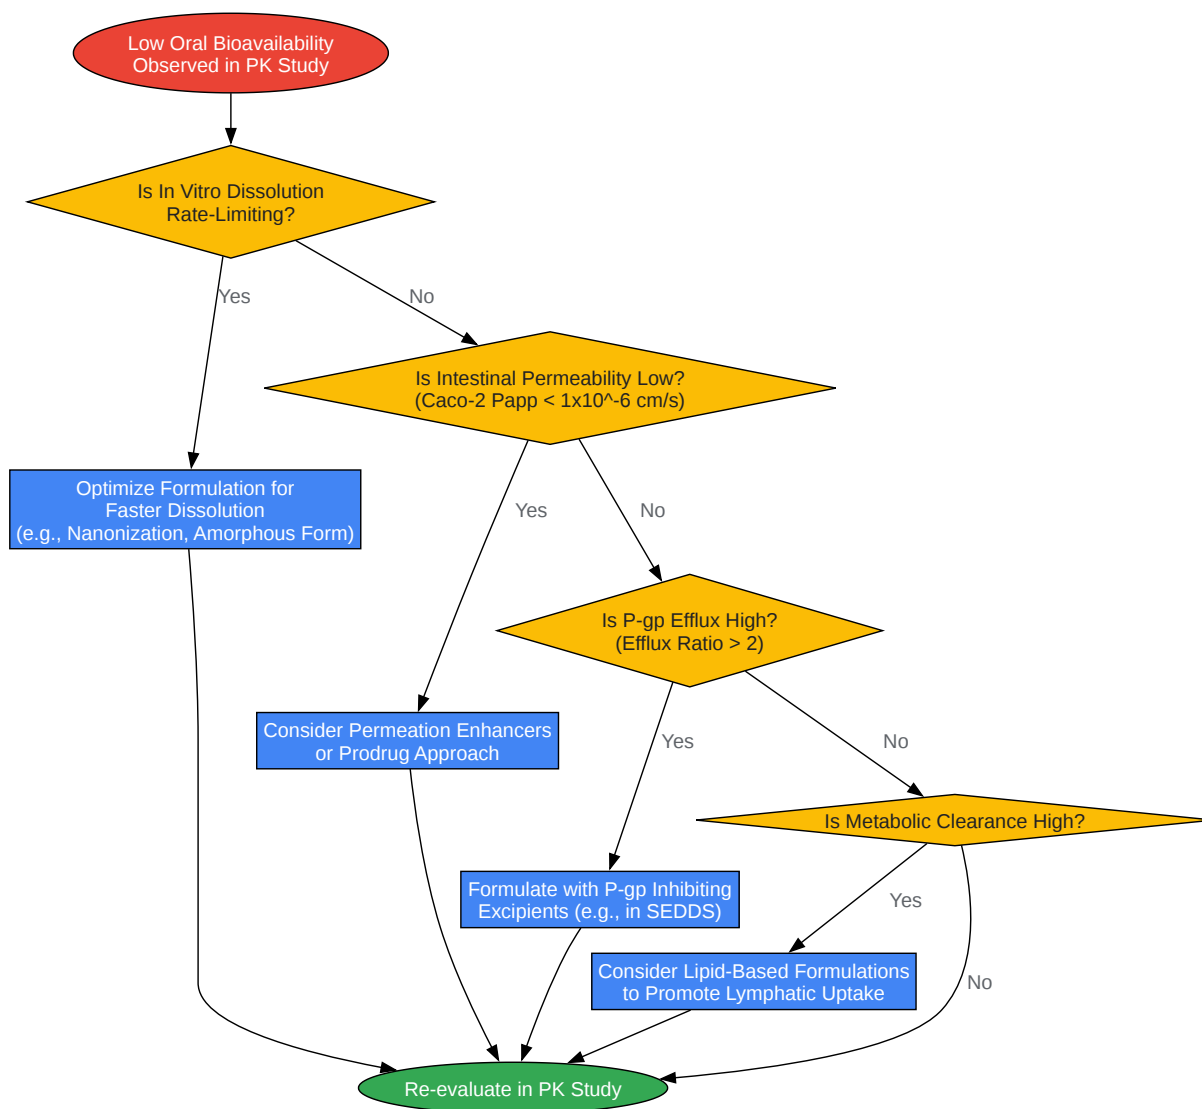 Low Oral Bioavailability
Observed in PK Study
Is In Vitro Dissolution
Rate-Limiting?
Yes
No
Is Intestinal Permeability Low?
(Caco-2 Papp < 1x10^-6 cm/s)
Optimize Formulation for
Faster Dissolution
(e.g., Nanonization, Amorphous Form)
Yes
No
Is P-gp Efflux High?
(Efflux Ratio > 2)
Consider Permeation Enhancers
or Prodrug Approach
Yes
No
Is Metabolic Clearance High?
Formulate with P-gp Inhibiting
Excipients (e.g., in SEDDS)
Yes
No
Consider Lipid-Based Formulations
to Promote Lymphatic Uptake
Re-evaluate in PK Study